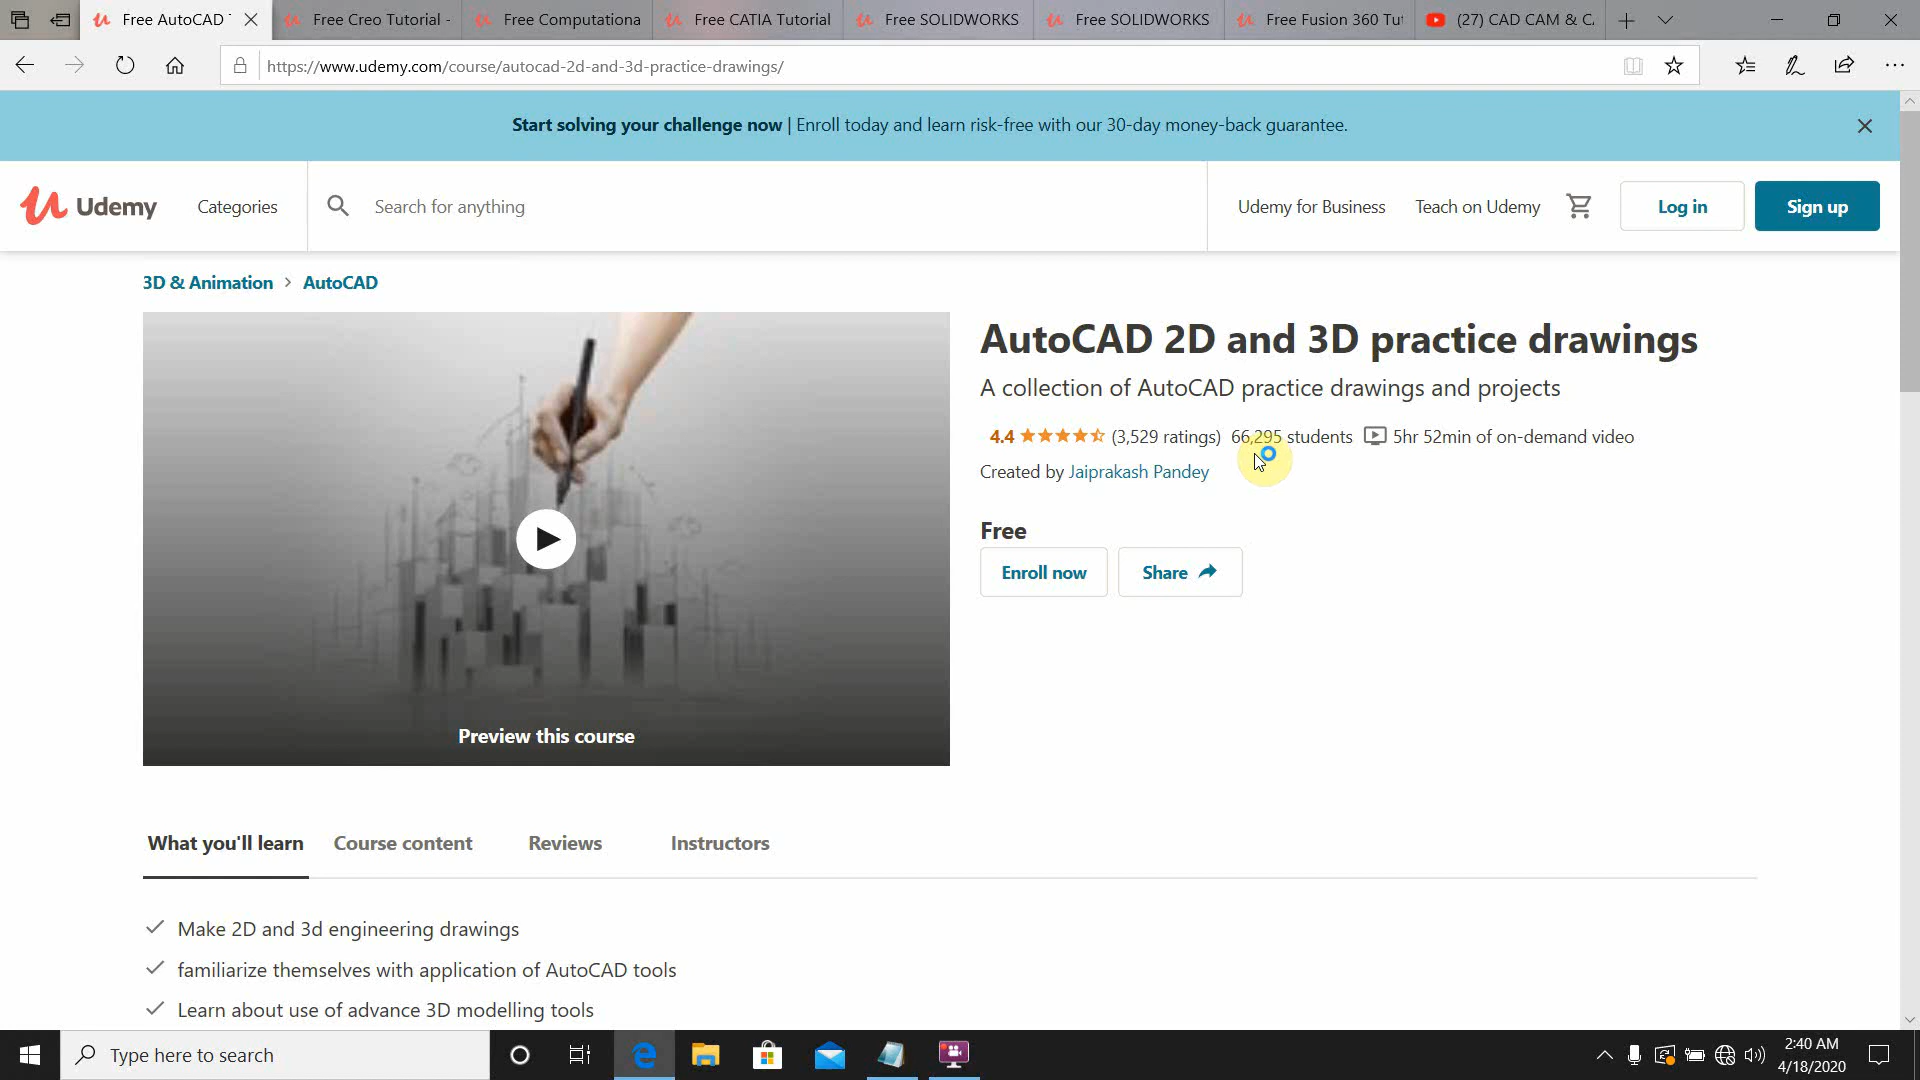 Free AutoCAD
Free Creo Tutorial -
Free Computationa
Free CATIA Tutorial
Free SOLIDWORKS
Free SOLIDWORKS
Free Fusion 360 Tut
(27) CAD CAM & C
https://www.udemy.com/course/autocad-2d-and-3d-practice-drawings/
Start solving your challenge now | Enroll today and learn risk-free with our 30-day money-back guarantee.
Udemy
Categories
Search for anything
Udemy for Business
Teach on Udemy
Log in
Sign up
3D & Animation > AutoCAD
AutoCAD 2D and 3D practice drawings
A collection of AutoCAD practice drawings and projects
4.4 (3,529 ratings) 66,295 students 5hr 52min of on-demand video
Created by Jaiprakash Pandey
Free
Enroll now
Share
Preview this course
What you'll learn
Course content
Reviews
Instructors
Make 2D and 3d engineering drawings
familiarize themselves with application of AutoCAD tools
Learn about use of advance 3D modelling tools
Type here to search
2:40 AM
4/18/2020